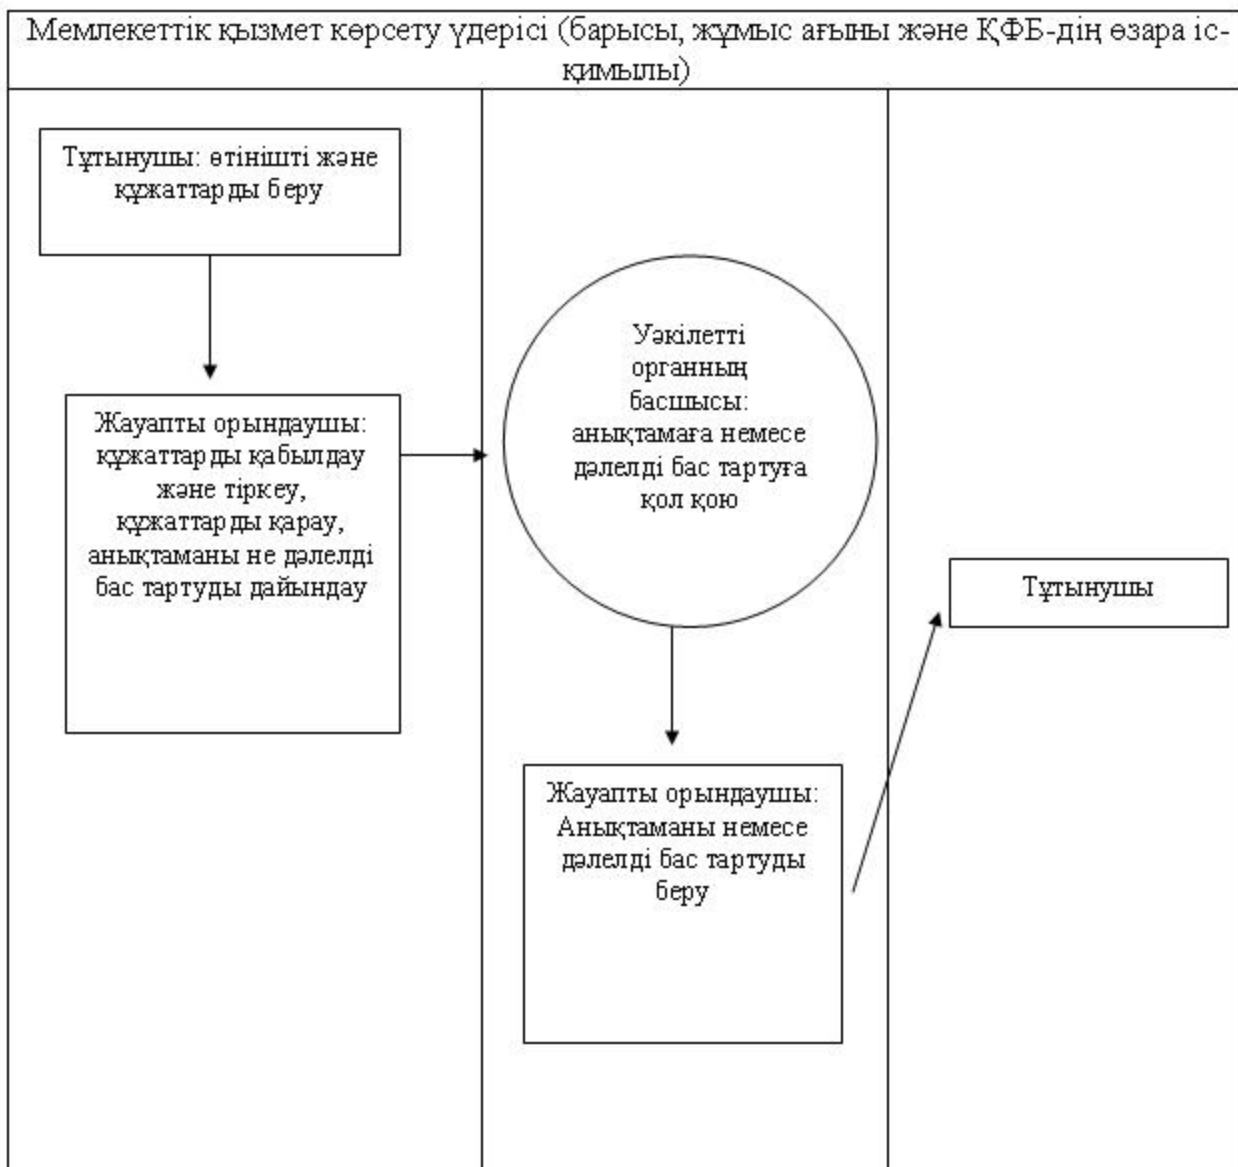 Мемлекеттік қызмет көрсету үдерісі (барысы, жұмыс ағыны және ҚФБ-дің өзара іс-
қимылы)
Тұтынушы: өтінішті және
құжаттарды беру
Жауапты орындаушы:
құжаттарды қабылдау
және тіркеу,
құжаттарды қарау,
анықтаманы не дәлелді
бас тартуды дайындау
Уәкілетті
органның
басшысы:
анықтамаға немесе
дәлелді бас тартуға
қол қою
Жауапты орындаушы:
Анықтаманы немесе
дәлелді бас тартуды
беру
Тұтынушы